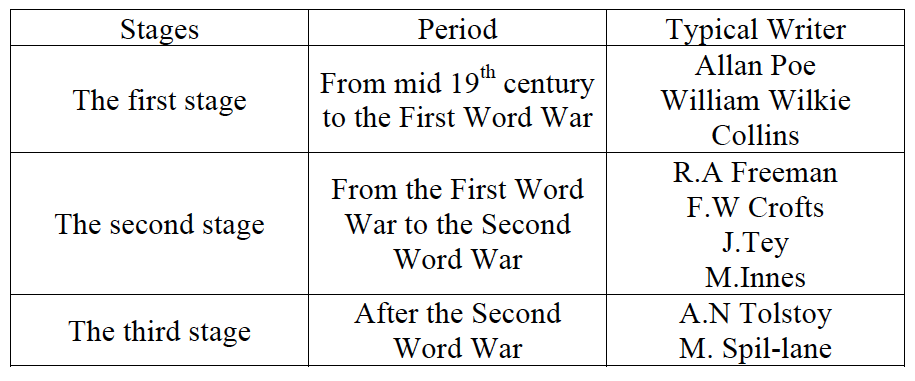 Stages
Period
Typical Writer
The first stage
From mid 19th century
to the First Word War
Allan Poe
William Wilkie
Collins
The second stage
From the First Word
War to the Second
Word War
R.A Freeman
F.W Crofts
J.Tey
M.Innes
The third stage
After the Second
Word War
A.N Tolstoy
M. Spil-lane